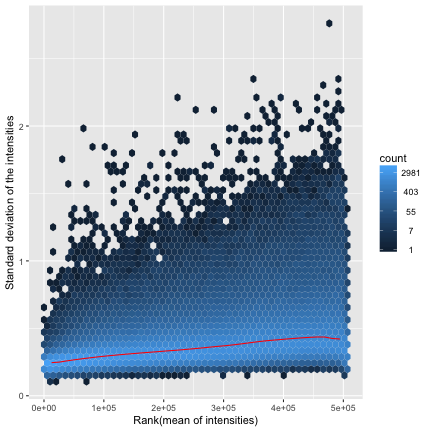 Standard deviation of the intensities
2
1
0
0e+00 1e+05 2e+05 3e+05 4e+05 5e+05
Rank(mean of intensities)
count
2981
403
55
7
1